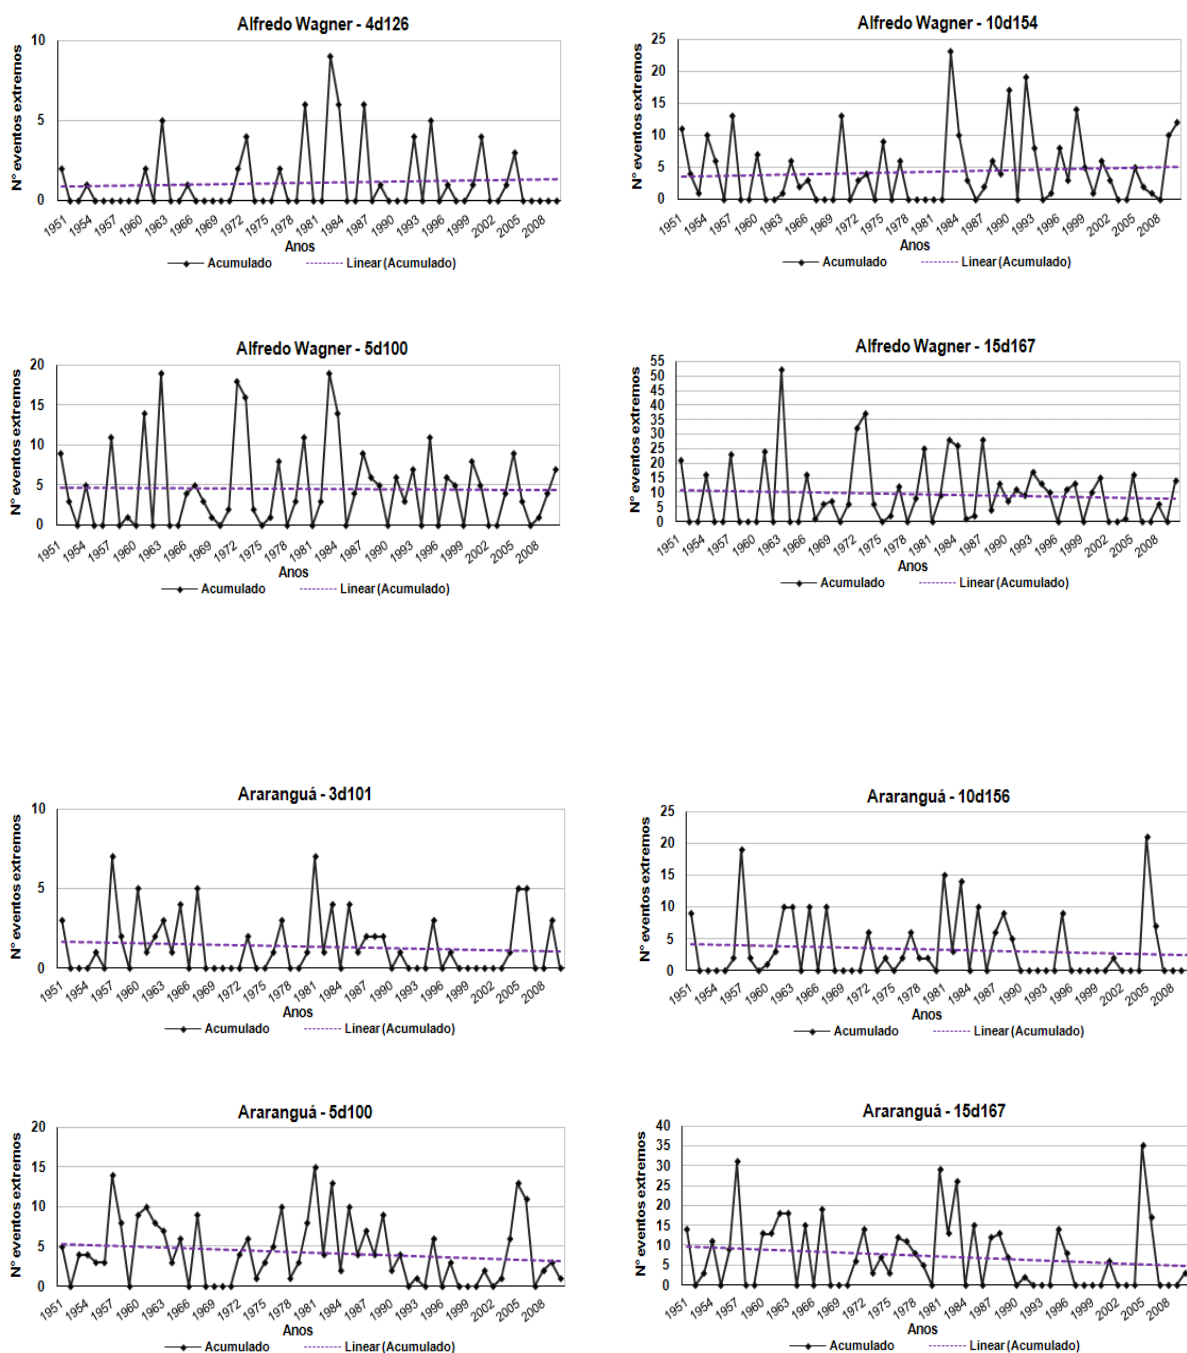 Alfredo Wagner - 4d126
N° eventos extremos
10
5
0
1951 1954 1957 1960 1963 1966 1969 1972 1975 1978 1981 1984 1987 1990 1993 1996 1999 2002 2005 2008
Anos
Acumulado Linear (Acumulado)
Alfredo Wagner - 10d154
N° eventos extremos
25
20
15
10
5
0
1951 1954 1957 1960 1963 1966 1969 1972 1975 1978 1981 1984 1987 1990 1993 1996 1999 2002 2005 2008
Anos
Acumulado Linear (Acumulado)
Alfredo Wagner - 5d100
N° eventos extremos
20
15
10
5
0
1951 1954 1957 1960 1963 1966 1969 1972 1975 1978 1981 1984 1987 1990 1993 1996 1999 2002 2005 2008
Anos
Acumulado Linear (Acumulado)
Alfredo Wagner - 15d167
N° eventos extremos
55
50
45
40
35
30
25
20
15
10
5
0
1951 1954 1957 1960 1963 1966 1969 1972 1975 1978 1981 1984 1987 1990 1993 1996 1999 2002 2005 2008
Anos
Acumulado Linear (Acumulado)
Araranguá - 3d101
N° eventos extremos
10
5
0
1951 1954 1957 1960 1963 1966 1969 1972 1975 1978 1981 1984 1987 1990 1993 1996 1999 2002 2005 2008
Anos
Acumulado Linear (Acumulado)
Araranguá - 10d156
N° eventos extremos
25
20
15
10
5
0
1951 1954 1957 1960 1963 1966 1969 1972 1975 1978 1981 1984 1987 1990 1993 1996 1999 2002 2005 2008
Anos
Acumulado Linear (Acumulado)
Araranguá - 5d100
N° eventos extremos
20
15
10
5
0
1951 1954 1957 1960 1963 1966 1969 1972 1975 1978 1981 1984 1987 1990 1993 1996 1999 2002 2005 2008
Anos
Acumulado Linear (Acumulado)
Araranguá - 15d167
N° eventos extremos
40
35
30
25
20
15
10
5
0
1951 1954 1957 1960 1963 1966 1969 1972 1975 1978 1981 1984 1987 1990 1993 1996 1999 2002 2005 2008
Anos
Acumulado Linear (Acumulado)